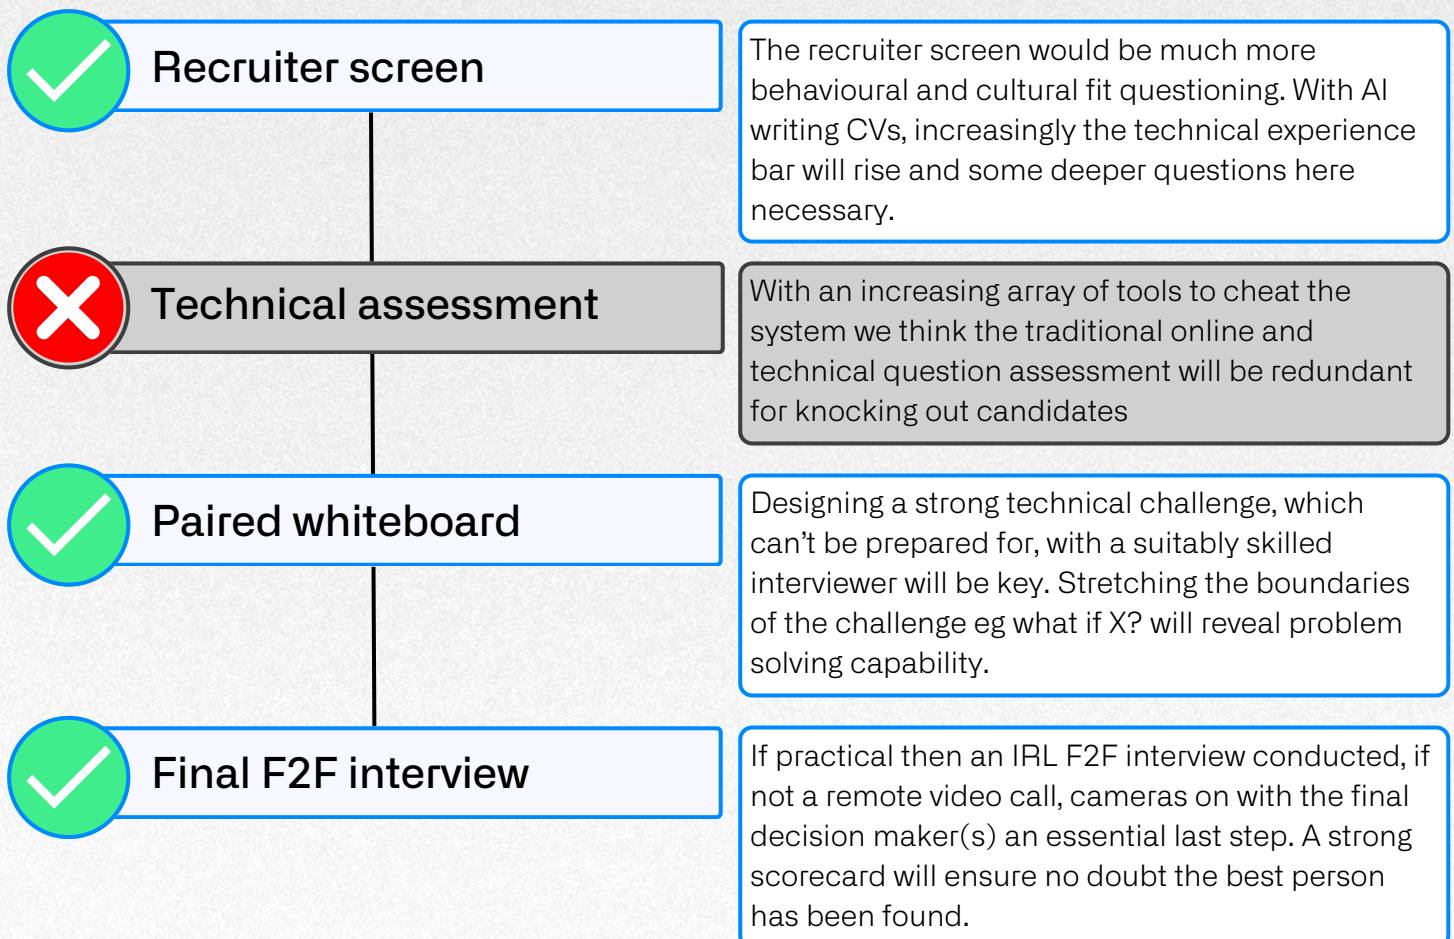 Recruiter screen
The recruiter screen would be much more
behavioural and cultural fit questioning. With AI
writing CVs, increasingly the technical experience
bar will rise and some deeper questions here
necessary.
Technical assessment
With an increasing array of tools to cheat the
system we think the traditional online and
technical question assessment will be redundant
for knocking out candidates
Paired whiteboard
Designing a strong technical challenge, which
can't be prepared for, with a suitably skilled
interviewer will be key. Stretching the boundaries
of the challenge eg what if X? will reveal problem
solving capability.
Final F2F interview
If practical then an IRL F2F interview conducted, if
not a remote video call, cameras on with the final
decision maker(s) an essential last step. A strong
scorecard will ensure no doubt the best person
has been found.